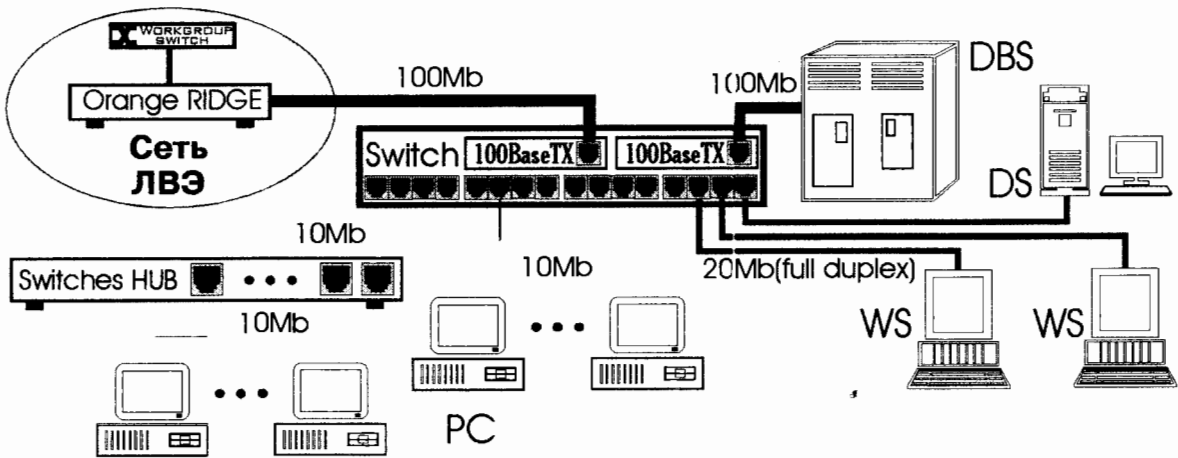 WORKGROUP
SWITCH
Orange RIDGE
Сеть
ЛВЭ
100Mb
100Mb
DBS
Switch 100BaseTX 100BaseTX
DS
10Mb
Switches HUB
10Mb
10Mb
20Mb(full duplex)
WS
WS
PC